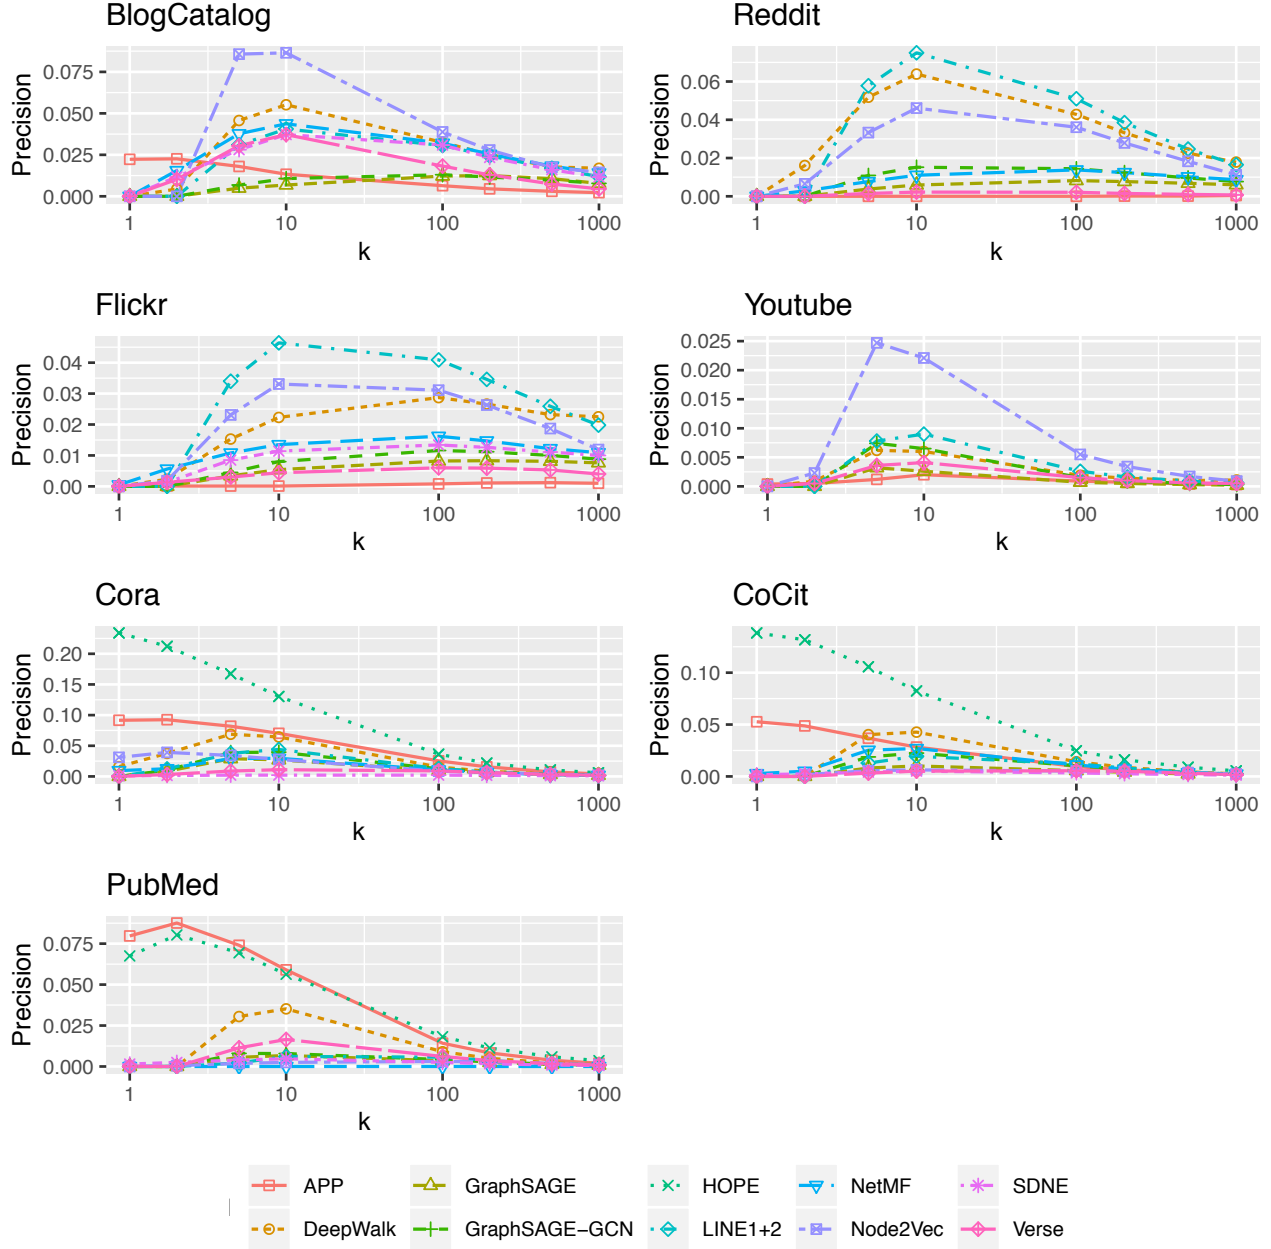 BlogCatalog
Precision
0.075
0.050
0.025
0.000
1 10 100 1000
k
Reddit
Precision
0.06
0.04
0.02
0.00
1 10 100 1000
k
Flickr
Precision
0.04
0.03
0.02
0.01
0.00
1 10 100 1000
k
Youtube
Precision
0.025
0.020
0.015
0.010
0.005
0.000
1 10 100 1000
k
Cora
Precision
0.20
0.15
0.10
0.05
0.00
1 10 100 1000
k
CoCit
Precision
0.10
0.05
0.00
1 10 100 1000
k
PubMed
Precision
0.075
0.050
0.025
0.000
1 10 100 1000
k
APP GraphSAGE HOPE NetMF SDNE
DeepWalk GraphSAGE−GCN LINE1+2 Node2Vec Verse